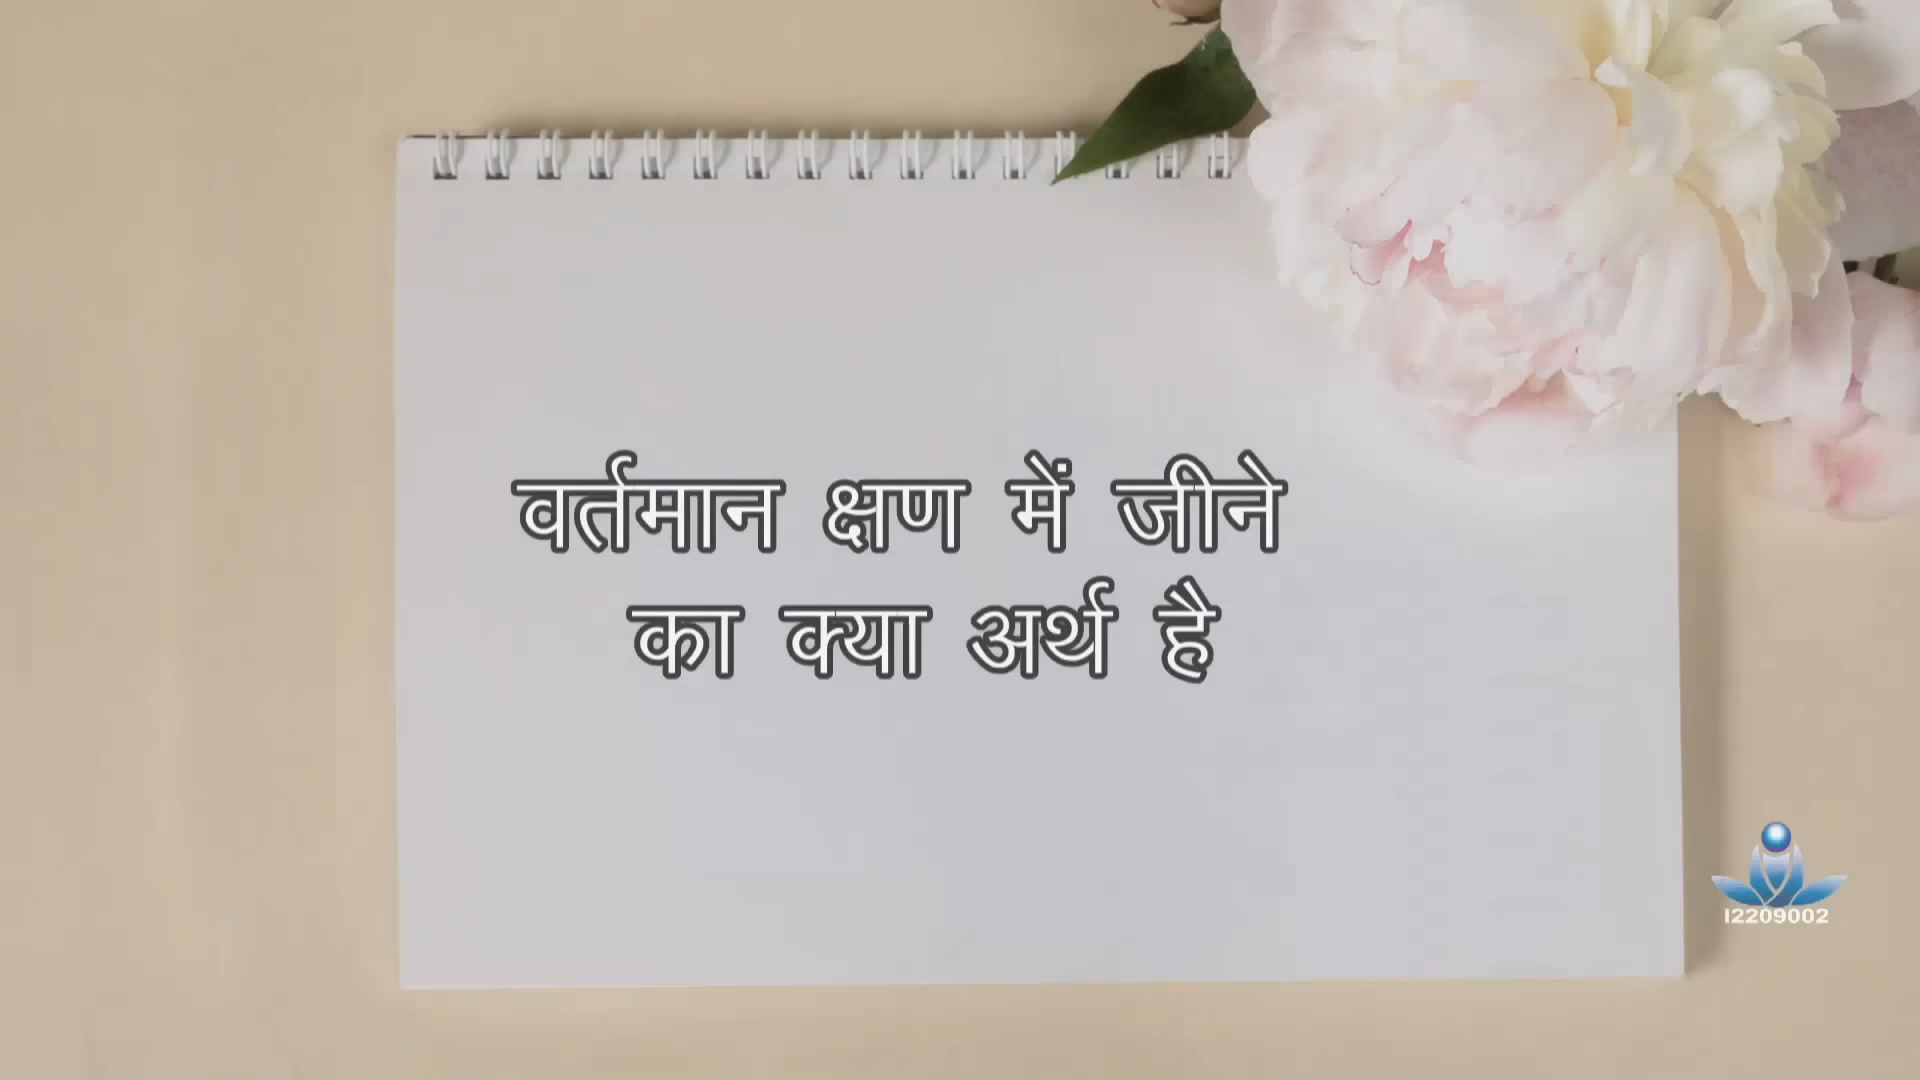 वर्तमान क्षण में जीने
का क्या अर्थ है
I2209002